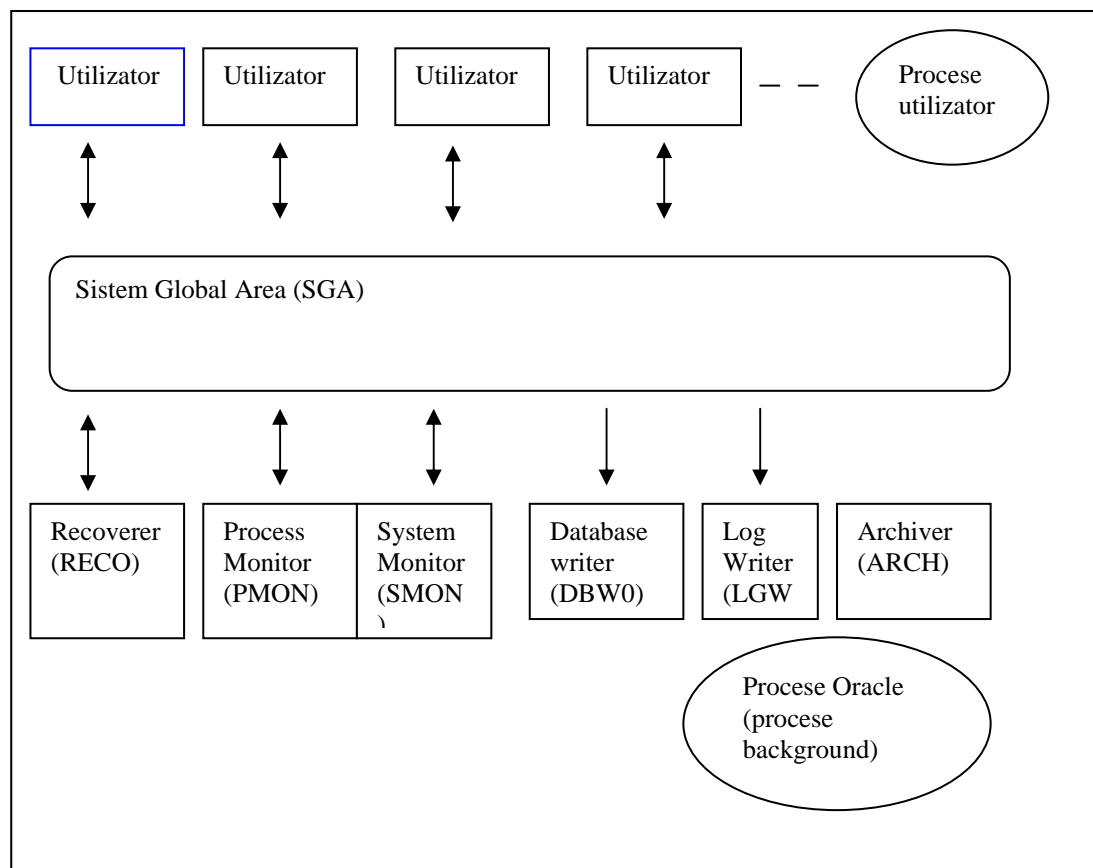 Utilizator
Utilizator
Utilizator
Utilizator
Procese
utilizator
Sistem Global Area (SGA)
Recoverer
(RECO)
Process
Monitor
(PMON)
System
Monitor
(SMON
)
Database
writer
(DBW0)
Log
Writer
(LGW
Archiver
(ARCH)
Procese Oracle
(procese
background)